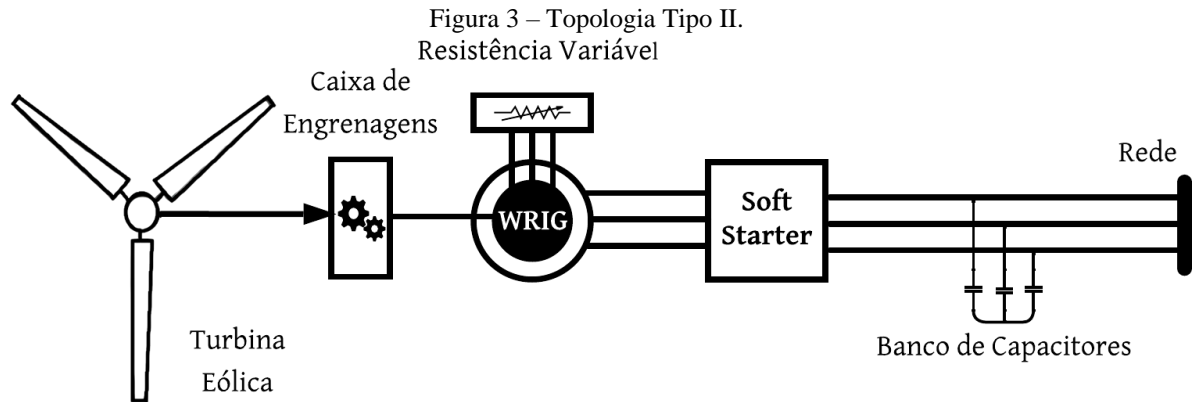 Figura 3 – Topologia Tipo II.
Resistência Variável
Caixa de
Engrenagens
Rede
WRIG
Soft
Starter
Turbina
Eólica
Banco de Capacitores